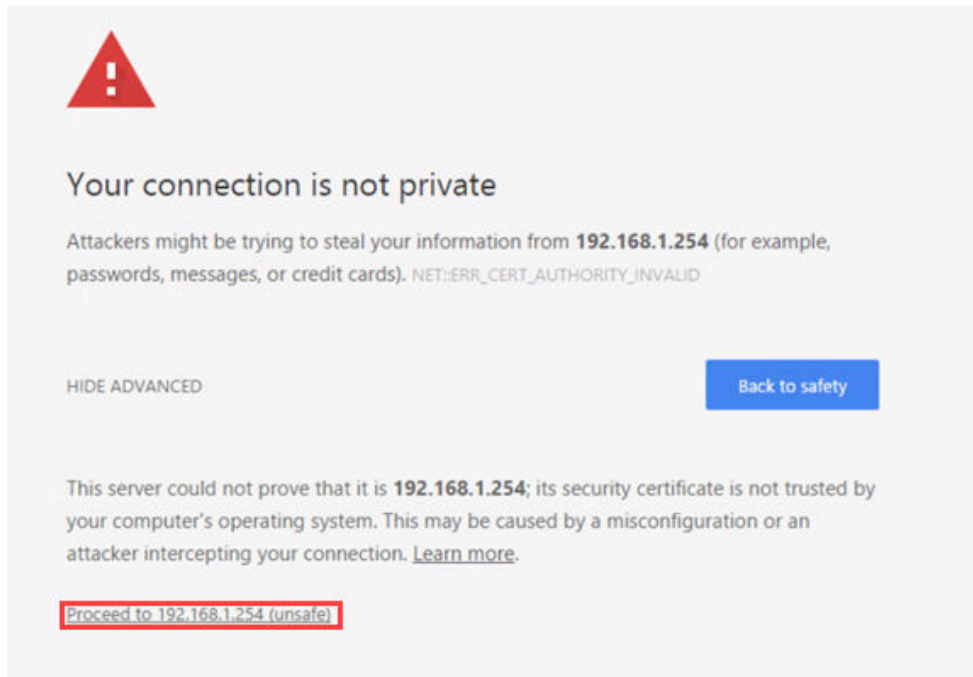 Your connection is not private
Attackers might be trying to steal your information from 192.168.1.254 (for example,
passwords, messages, or credit cards). NET::ERR_CERT_AUTHORITY_INVALID
HIDE ADVANCED
Back to safety
This server could not prove that it is 192.168.1.254; its security certificate is not trusted by
your computer's operating system. This may be caused by a misconfiguration or an
attacker intercepting your connection. Learn more.
Proceed to 192.168.1.254 (unsafe)